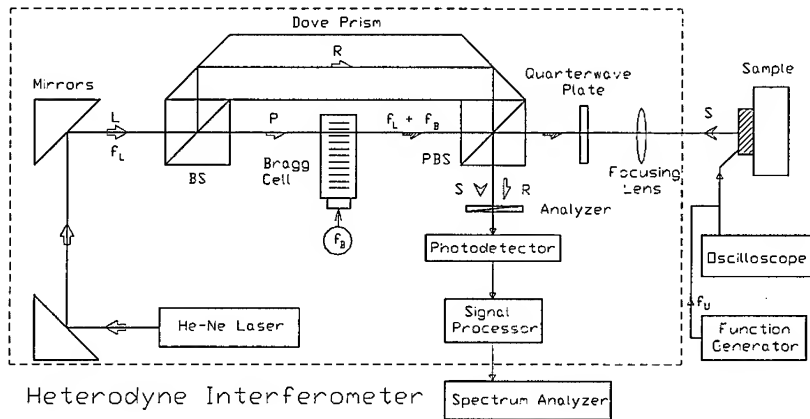 Dove Prism
R
Mirrors
Quarterwave
Plate
Sample
L
P
f_L + f_B
S
f_L
BS
Bragg
Cell
PBS
Focusing
Lens
S
R
Analyzer
f_B
Photodetector
Oscilloscope
He-Ne Laser
Signal
Processor
f_U
Function
Generator
Heterodyne Interferometer
Spectrum Analyzer